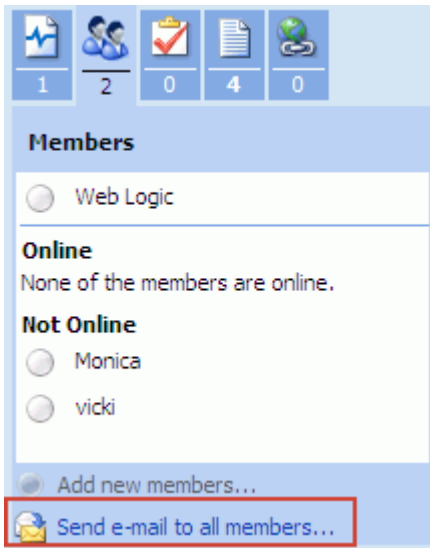 1 2 0 4 0
Members
Web Logic
Online
None of the members are online.
Not Online
Monica
vicki
Add new members...
Send e-mail to all members...